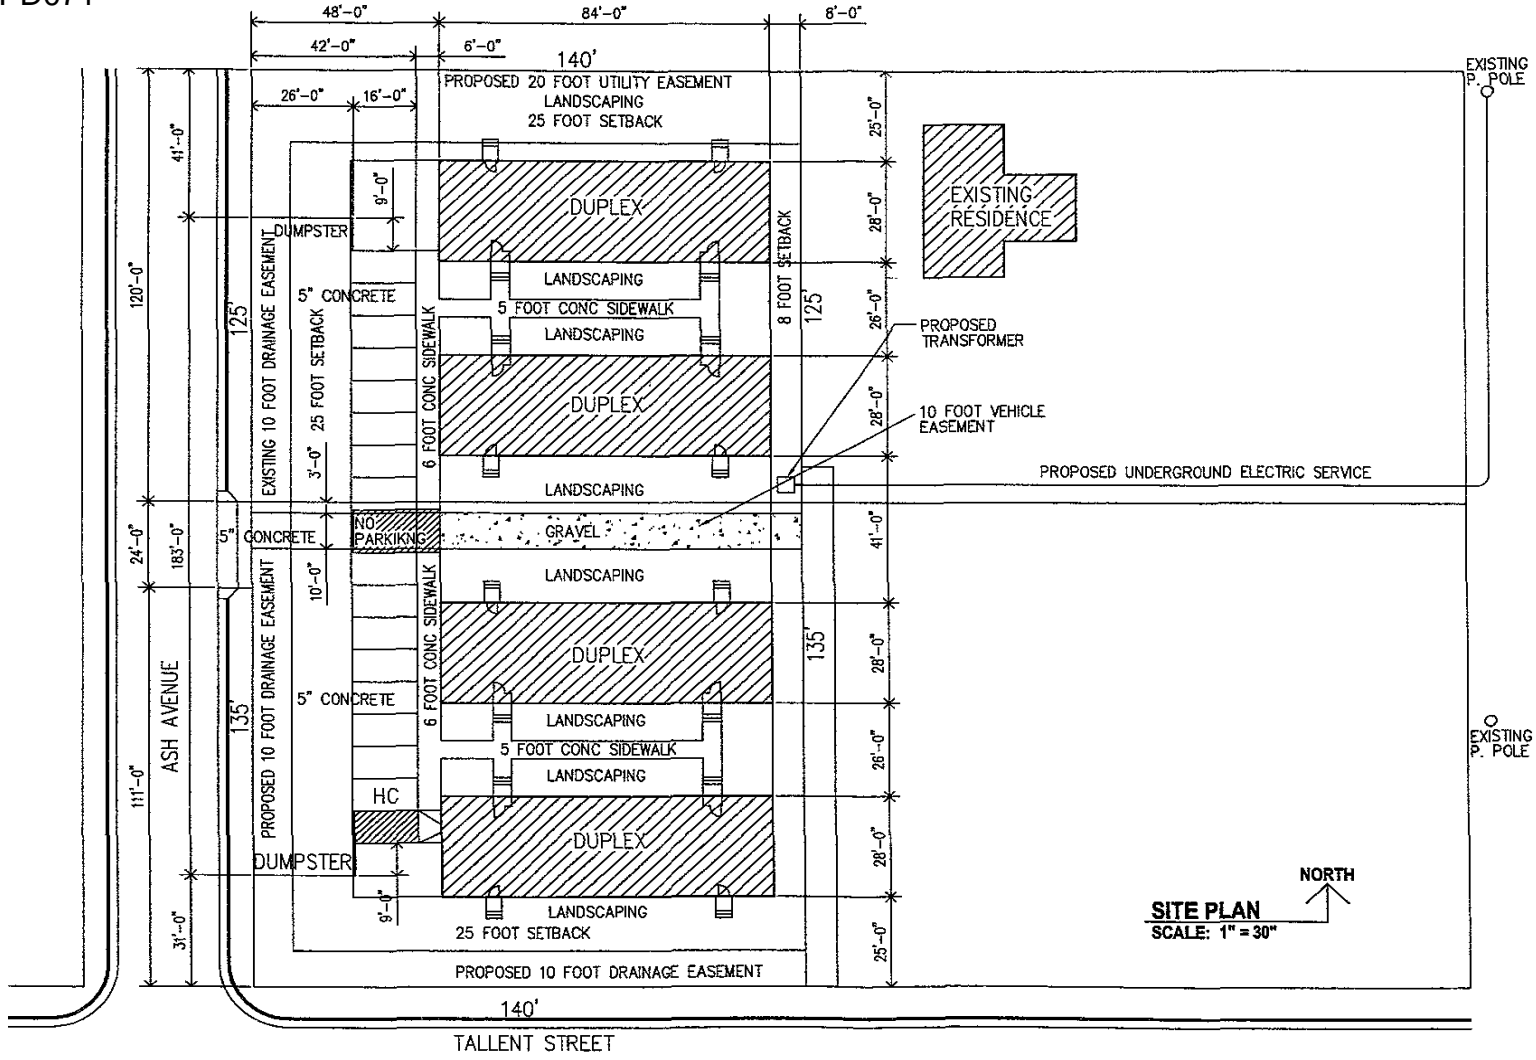 48'-0"
84'-0"
8'-0"
42'-0"
6'-0"
140'
PROPOSED 20 FOOT UTILITY EASEMENT
LANDSCAPING
25 FOOT SETBACK
EXISTING
P. POLE
26'-0"
16'-0"
41'-0"
9'-0"
25'-0"
DUPLEX
EXISTING
RESIDENCE
28'-0"
DUMPSTER
8 FOOT SETBACK
120'-0"
125'
EXISTING 10 FOOT DRAINAGE EASEMENT
5" CONCRETE
25 FOOT SETBACK
6 FOOT CONC SIDEWALK
LANDSCAPING
5 FOOT CONC SIDEWALK
LANDSCAPING
125'
26'-0"
PROPOSED
TRANSFORMER
DUPLEX
28'-0"
10 FOOT VEHICLE
EASEMENT
3'-0"
LANDSCAPING
PROPOSED UNDERGROUND ELECTRIC SERVICE
24'-0"
183'-0"
5" CONCRETE
NO
PARKIKNG
GRAVEL
41'-0"
10'-0"
LANDSCAPING
PROPOSED 10 FOOT DRAINAGE EASEMENT
6 FOOT CONC SIDEWALK
DUPLEX
135'
28'-0"
ASH AVENUE
135'
5" CONCRETE
LANDSCAPING
5 FOOT CONC SIDEWALK
LANDSCAPING
26'-0"
EXISTING
P. POLE
111'-0"
HC
DUPLEX
28'-0"
DUMPSTER
9'-0"
31'-0"
LANDSCAPING
25 FOOT SETBACK
25'-0"
NORTH
SITE PLAN
SCALE: 1" = 30"
PROPOSED 10 FOOT DRAINAGE EASEMENT
140'
TALLENT STREET